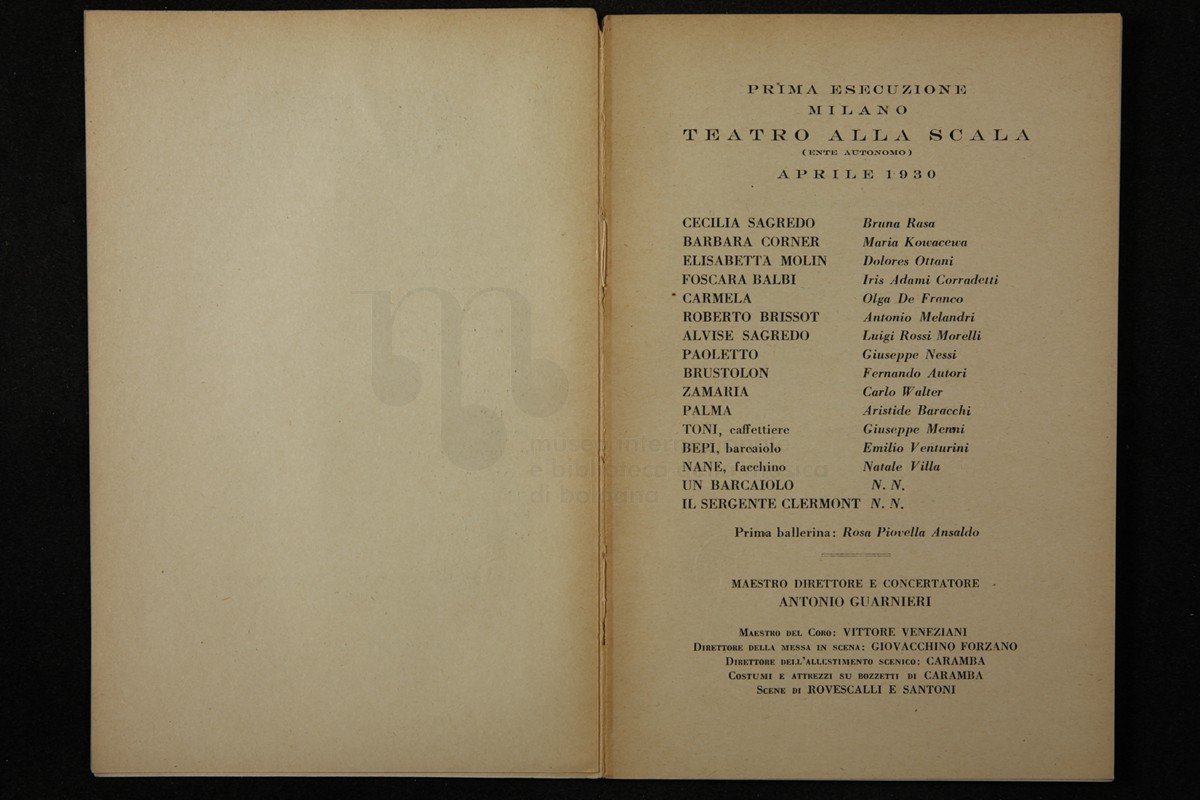 PRIMA ESECUZIONE
MILANO
TEATRO ALLA SCALA
(ENTE AUTONOMO)
APRILE 1930
CECILIA SAGREDO Bruna Rasa
BARBARA CORNER Maria Kowacewa
ELISABETTA MOLIN Dolores Ottani
FOSCARA BALBI Iris Adami Corradetti
CARMELA Olga De Franco
ROBERTO BRISSOT Antonio Melandri
ALVISE SAGREDO Luigi Rossi Morelli
PAOLETTO Giuseppe Nessi
BRUSTOLON Fernando Autori
ZAMARIA Carlo Walter
PALMA Aristide Baracchi
TONI, caffettiere Giuseppe Menni
BEPI, barcaiolo Emilio Venturini
NANE, facchino Natale Villa
UN BARCAIOLO N. N.
IL SERGENTE CLERMONT N. N.
Prima ballerina: Rosa Piovella Ansaldo
MAESTRO DIRETTORE E CONCERTATORE
ANTONIO GUARNIERI
MAESTRO DEL CORO: VITTORE VENEZIANI
DIRETTORE DELLA MESSA IN SCENA: GIOVACCHINO FORZANO
DIRETTORE DELL'ALLESTIMENTO SCENICO: CARAMBA
COSTUMI E ATTREZZI SU BOZZETTI DI CARAMBA
SCENE DI ROVESCALLI E SANTONI
museo
e biblioteca
di bologna